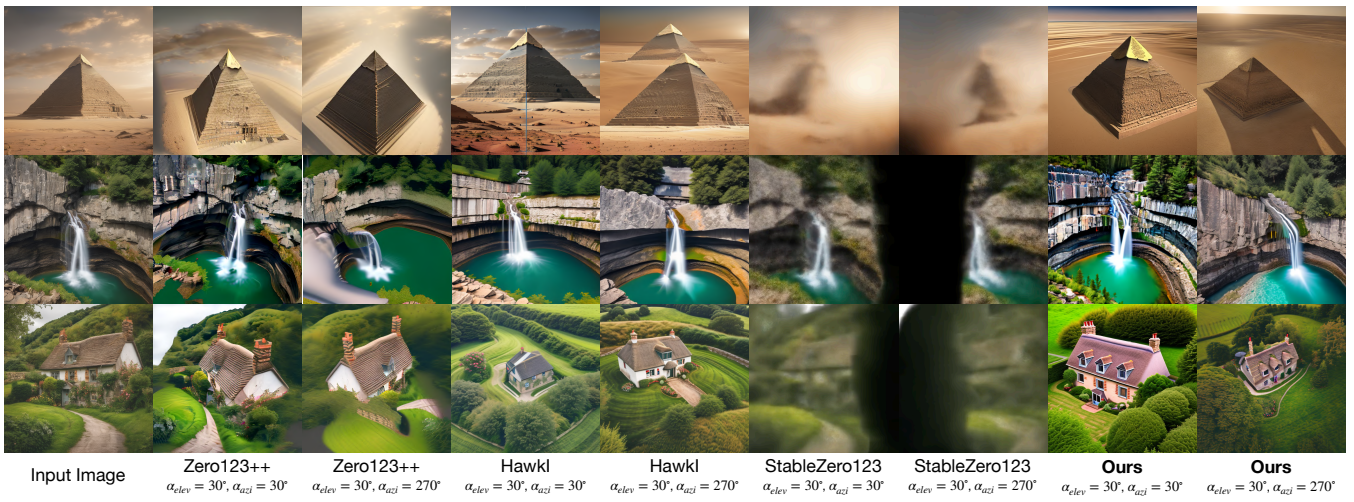 Input Image
Zero123++
α_elev = 30°, α_azi = 30°
Zero123++
α_elev = 30°, α_azi = 270°
HawkI
α_elev = 30°, α_azi = 30°
HawkI
α_elev = 30°, α_azi = 270°
StableZero123
α_elev = 30°, α_azi = 30°
StableZero123
α_elev = 30°, α_azi = 270°
Ours
α_elev = 30°, α_azi = 30°
Ours
α_elev = 30°, α_azi = 270°